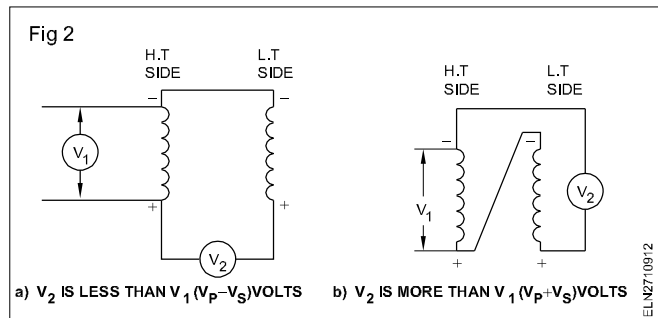 Fig 2
H.T
SIDE
L.T
SIDE
−
−
V1
+
+
V2
a) V2 IS LESS THAN V1 (VP−VS)VOLTS
H.T
SIDE
L.T
SIDE
−
−
V1
V2
+
+
b) V2 IS MORE THAN V1 (VP+VS)VOLTS
ELN2710912